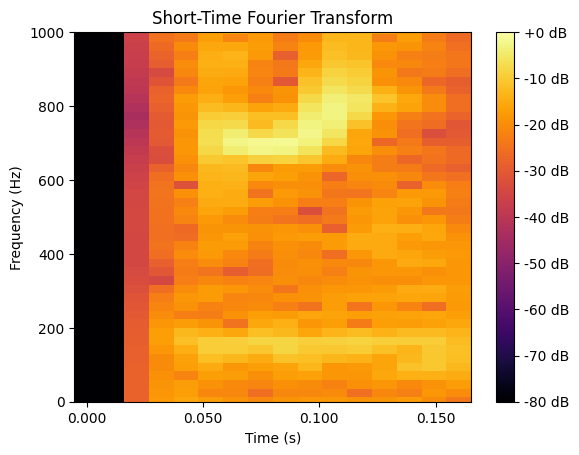 Short-Time Fourier Transform
Frequency (Hz)
1000
800
600
400
200
0
0.000
0.050
0.100
0.150
Time (s)
+0 dB
-10 dB
-20 dB
-30 dB
-40 dB
-50 dB
-60 dB
-70 dB
-80 dB